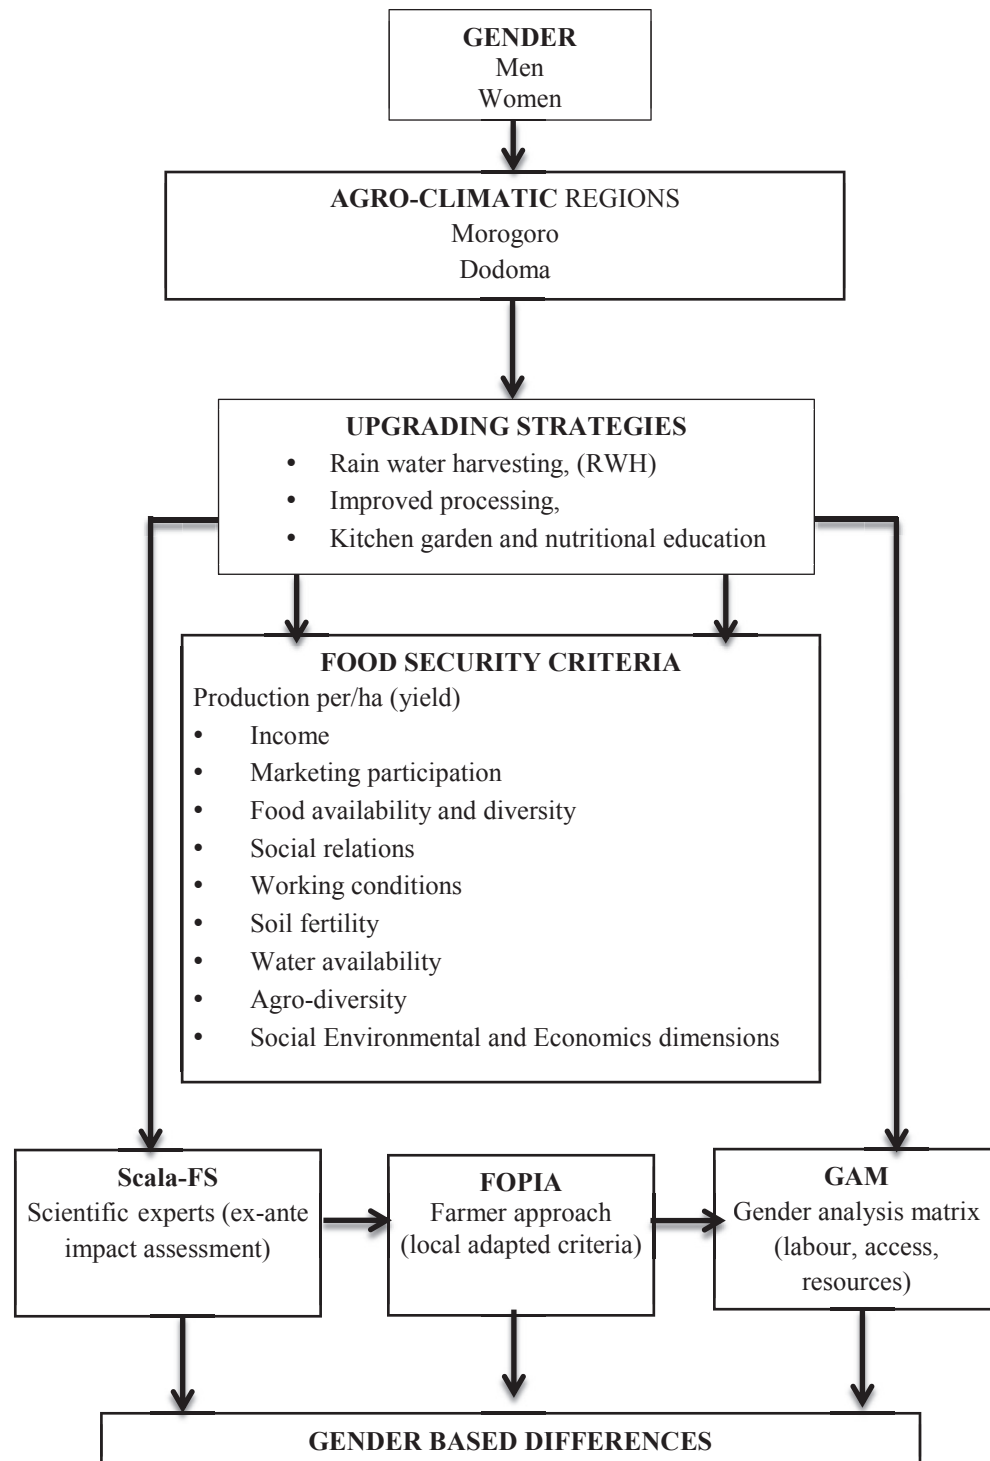 GENDER
Men
Women
AGRO-CLIMATIC REGIONS
Morogoro
Dodoma
UPGRADING STRATEGIES
• Rain water harvesting, (RWH)
• Improved processing,
• Kitchen garden and nutritional education
FOOD SECURITY CRITERIA
Production per/ha (yield)
• Income
• Marketing participation
• Food availability and diversity
• Social relations
• Working conditions
• Soil fertility
• Water availability
• Agro-diversity
• Social Environmental and Economics dimensions
Scala-FS
Scientific experts (ex-ante
impact assessment)
FOPIA
Farmer approach
(local adapted criteria)
GAM
Gender analysis matrix
(labour, access,
resources)
GENDER BASED DIFFERENCES